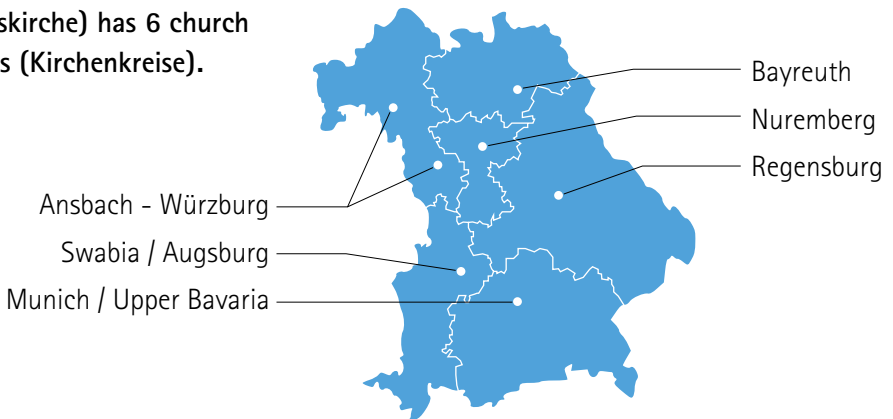 skirche) has 6 church
s (Kirchenkreise).
Bayreuth
Nuremberg
Regensburg
Ansbach - Würzburg
Swabia / Augsburg
Munich / Upper Bavaria